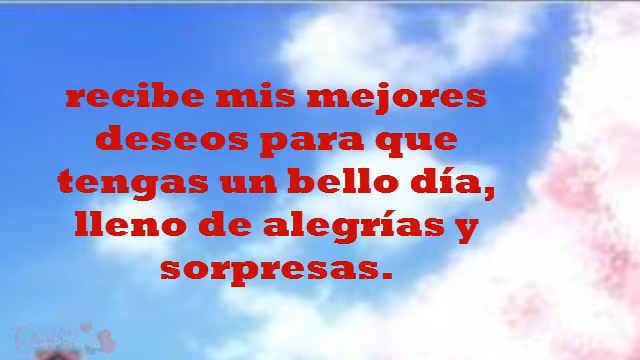 recibe mis mejores
deseos para que
tengas un bello día,
lleno de alegrías y
sorpresas.